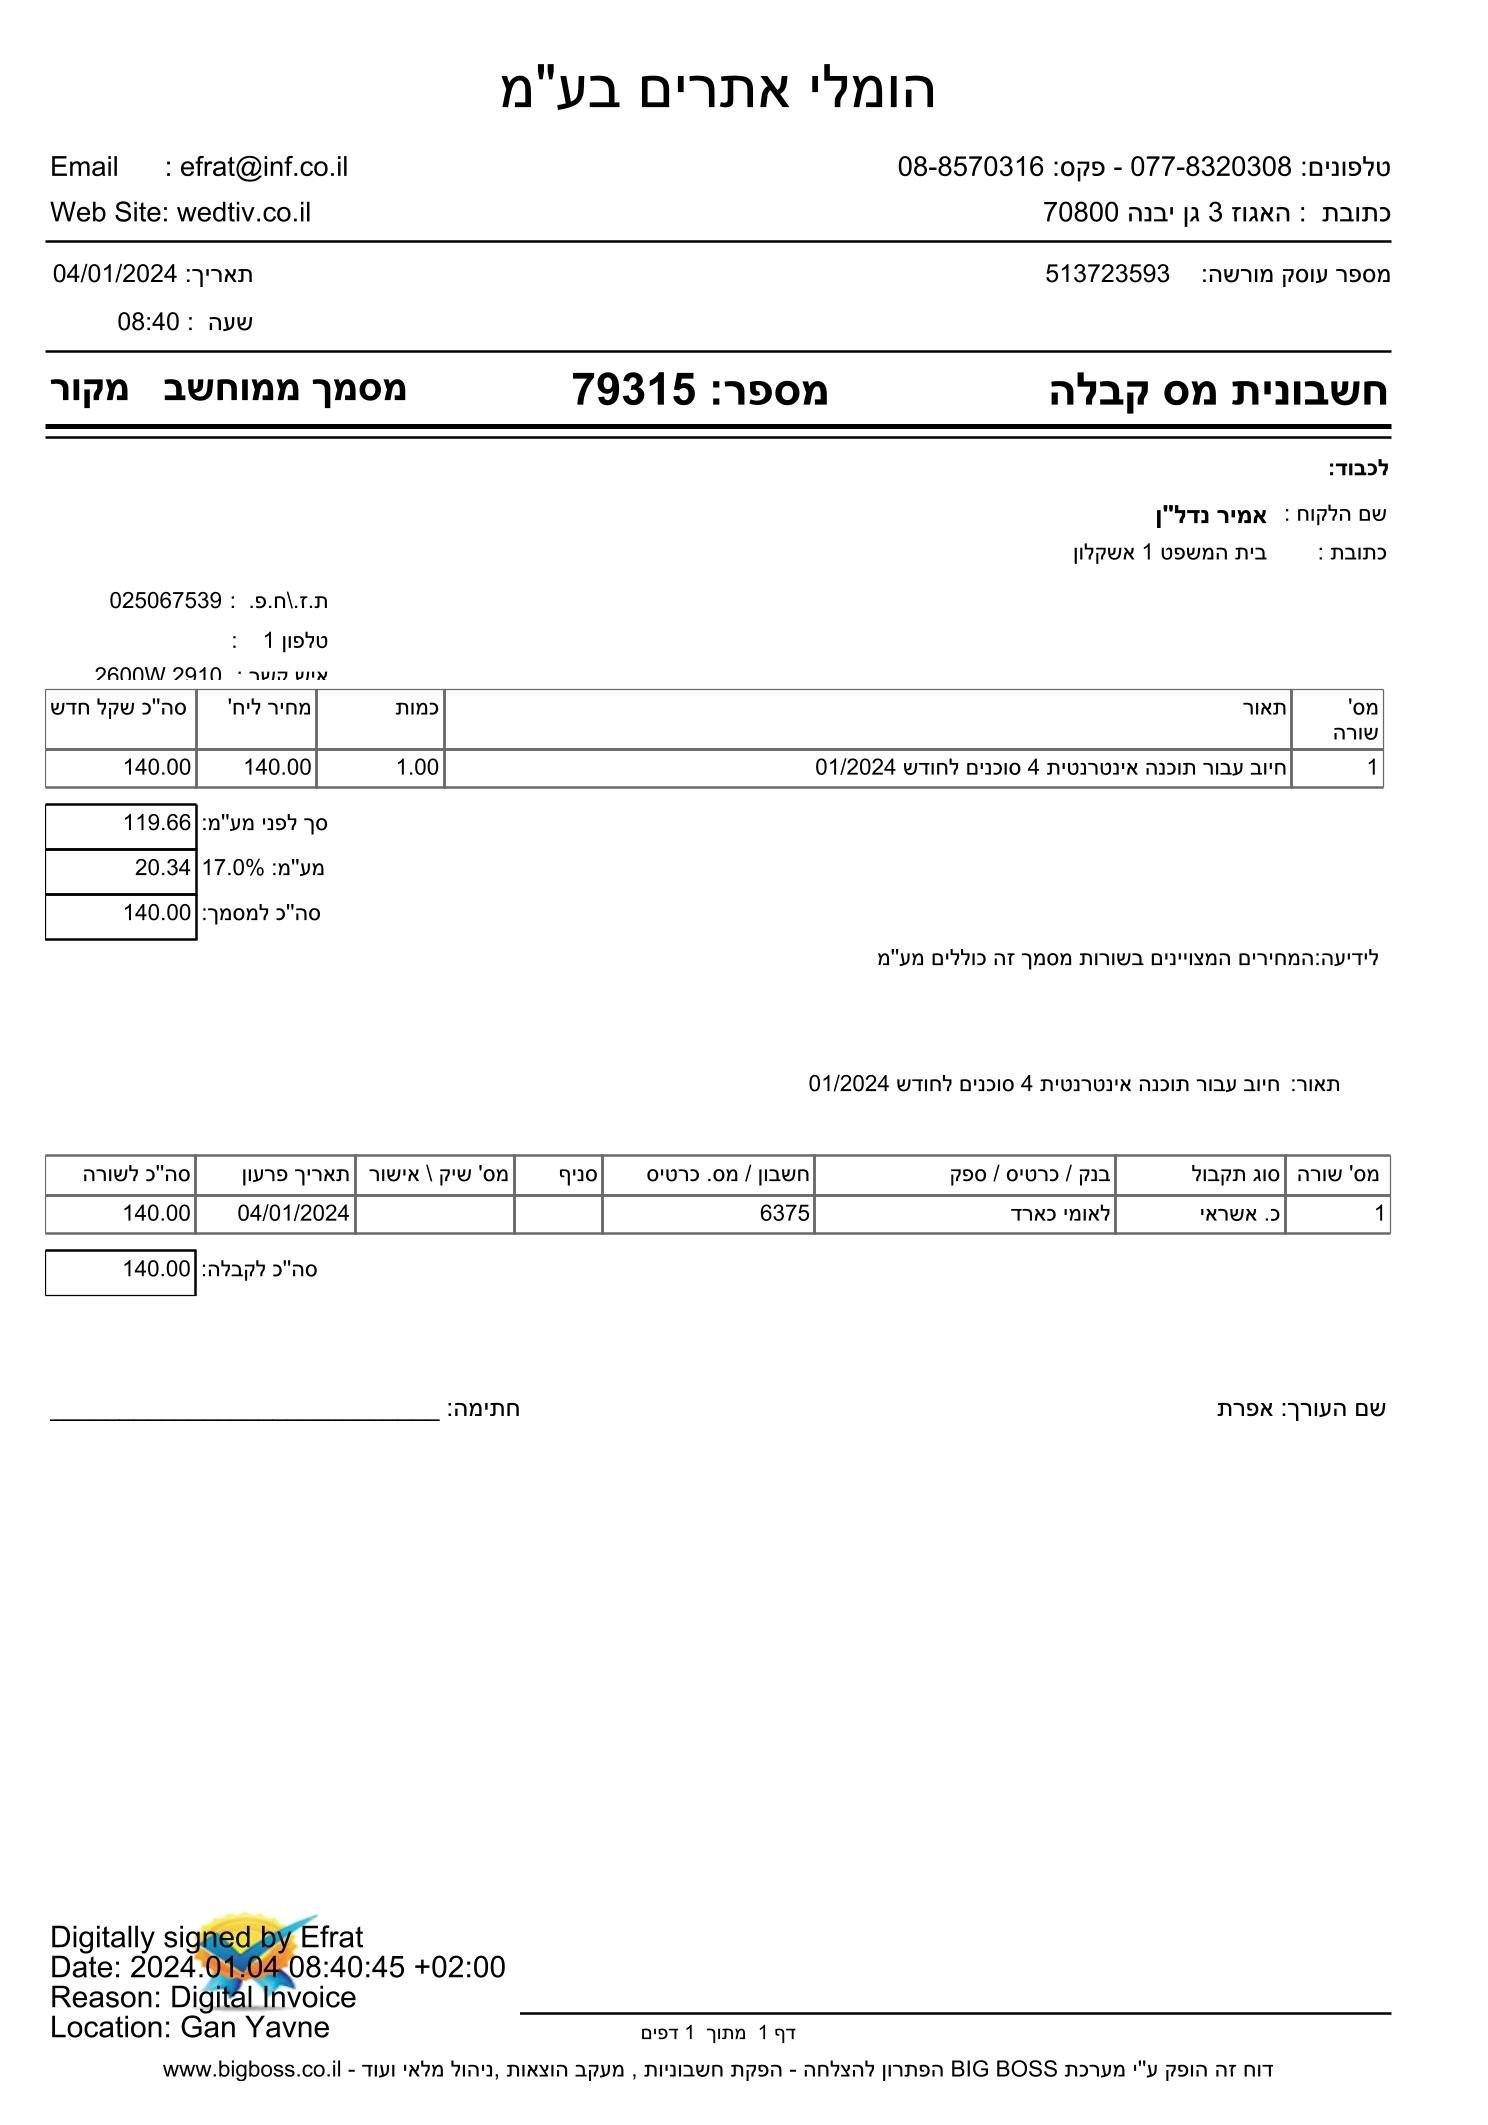 הומלי אתרים בע"מ
טלפונים: 077-8320308 - פקס: 08-8570316
Email : efrat@inf.co.il
כתובת : האגוז 3 גן יבנה 70800
Web Site: wedtiv.co.il
מספר עוסק מורשה: 513723593
תאריך: 04/01/2024
שעה : 08:40
חשבונית מס קבלה מספר: 79315 מסמך ממוחשב מקור
לכבוד:
שם הלקוח : אמיר נדל"ן
כתובת : בית המשפט 1 אשקלון
ת.ז.\ח.פ. : 025067539
טלפון 1 :
איש קשר : 2600W 2910
מס' שורה תאור כמות מחיר ליח' סה"כ שקל חדש
1 חיוב עבור תוכנה אינטרנטית 4 סוכנים לחודש 01/2024 1.00 140.00 140.00
סך לפני מע"מ: 119.66
מע"מ: 17.0% 20.34
סה"כ למסמך: 140.00
לידיעה:המחירים המצויינים בשורות מסמך זה כוללים מע"מ
תאור: חיוב עבור תוכנה אינטרנטית 4 סוכנים לחודש 01/2024
מס' שורה סוג תקבול בנק / כרטיס / ספק חשבון / מס. כרטיס סניף מס' שיק \ אישור תאריך פרעון סה"כ לשורה
1 כ. אשראי לאומי כארד 6375 04/01/2024 140.00
סה"כ לקבלה: 140.00
שם העורך: אפרת חתימה: ______________________________
Digitally signed by Efrat
Date: 2024.01.04 08:40:45 +02:00
Reason: Digital Invoice
Location: Gan Yavne
דף 1 מתוך 1 דפים
דוח זה הופק ע"י מערכת BIG BOSS הפתרון להצלחה - הפקת חשבוניות , מעקב הוצאות ,ניהול מלאי ועוד - www.bigboss.co.il